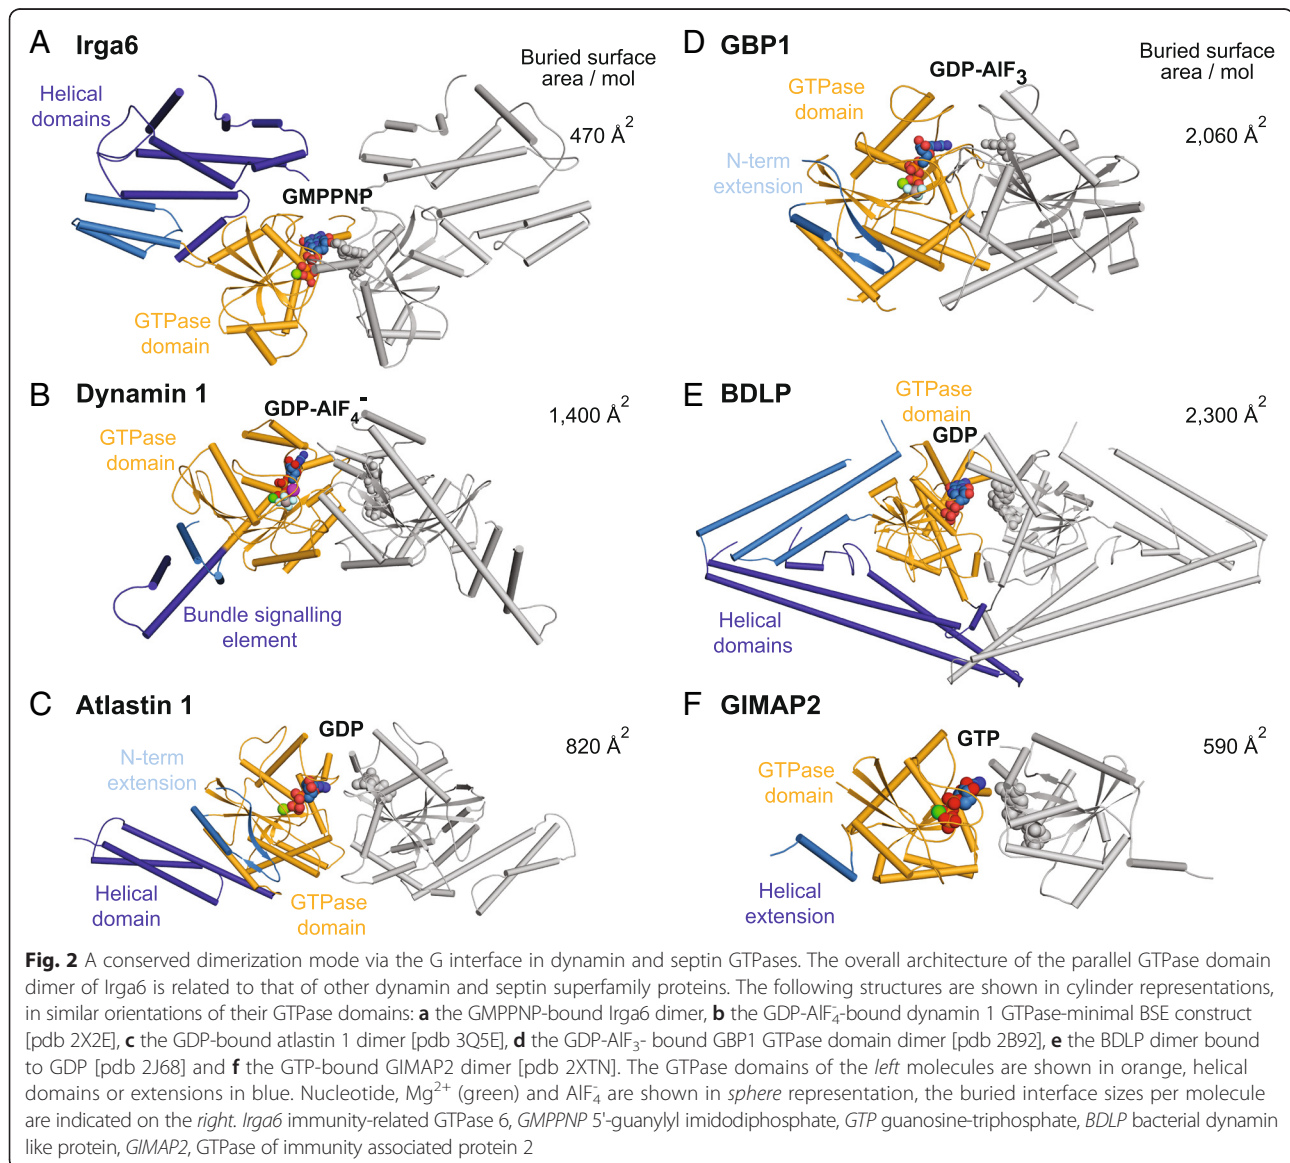 A Irga6
Buried surface
area / mol
Helical
domains
470 Å²
GMPPNP
GTPase
domain
B Dynamin 1
GDP-AlF₄⁻
1,400 Å²
GTPase
domain
Bundle signalling
element
C Atlastin 1
GDP
820 Å²
N-term
extension
Helical
domain
GTPase
domain
D GBP1
Buried surface
area / mol
GDP-AlF₃
GTPase
domain
2,060 Å²
N-term
extension
E BDLP
GTPase
domain
2,300 Å²
GDP
Helical
domains
F GIMAP2
GTP
590 Å²
GTPase
domain
Helical
extension
Fig. 2 A conserved dimerization mode via the G interface in dynamin and septin GTPases. The overall architecture of the parallel GTPase domain
dimer of Irga6 is related to that of other dynamin and septin superfamily proteins. The following structures are shown in cylinder representations,
in similar orientations of their GTPase domains: a the GMPPNP-bound Irga6 dimer, b the GDP-AlF₄⁻-bound dynamin 1 GTPase-minimal BSE construct
[pdb 2X2E], c the GDP-bound atlastin 1 dimer [pdb 3Q5E], d the GDP-AlF₃- bound GBP1 GTPase domain dimer [pdb 2B92], e the BDLP dimer bound
to GDP [pdb 2J68] and f the GTP-bound GIMAP2 dimer [pdb 2XTN]. The GTPase domains of the left molecules are shown in orange, helical
domains or extensions in blue. Nucleotide, Mg²⁺ (green) and AlF₄⁻ are shown in sphere representation, the buried interface sizes per molecule
are indicated on the right. Irga6 immunity-related GTPase 6, GMPPNP 5'-guanylyl imidodiphosphate, GTP guanosine-triphosphate, BDLP bacterial dynamin
like protein, GIMAP2, GTPase of immunity associated protein 2